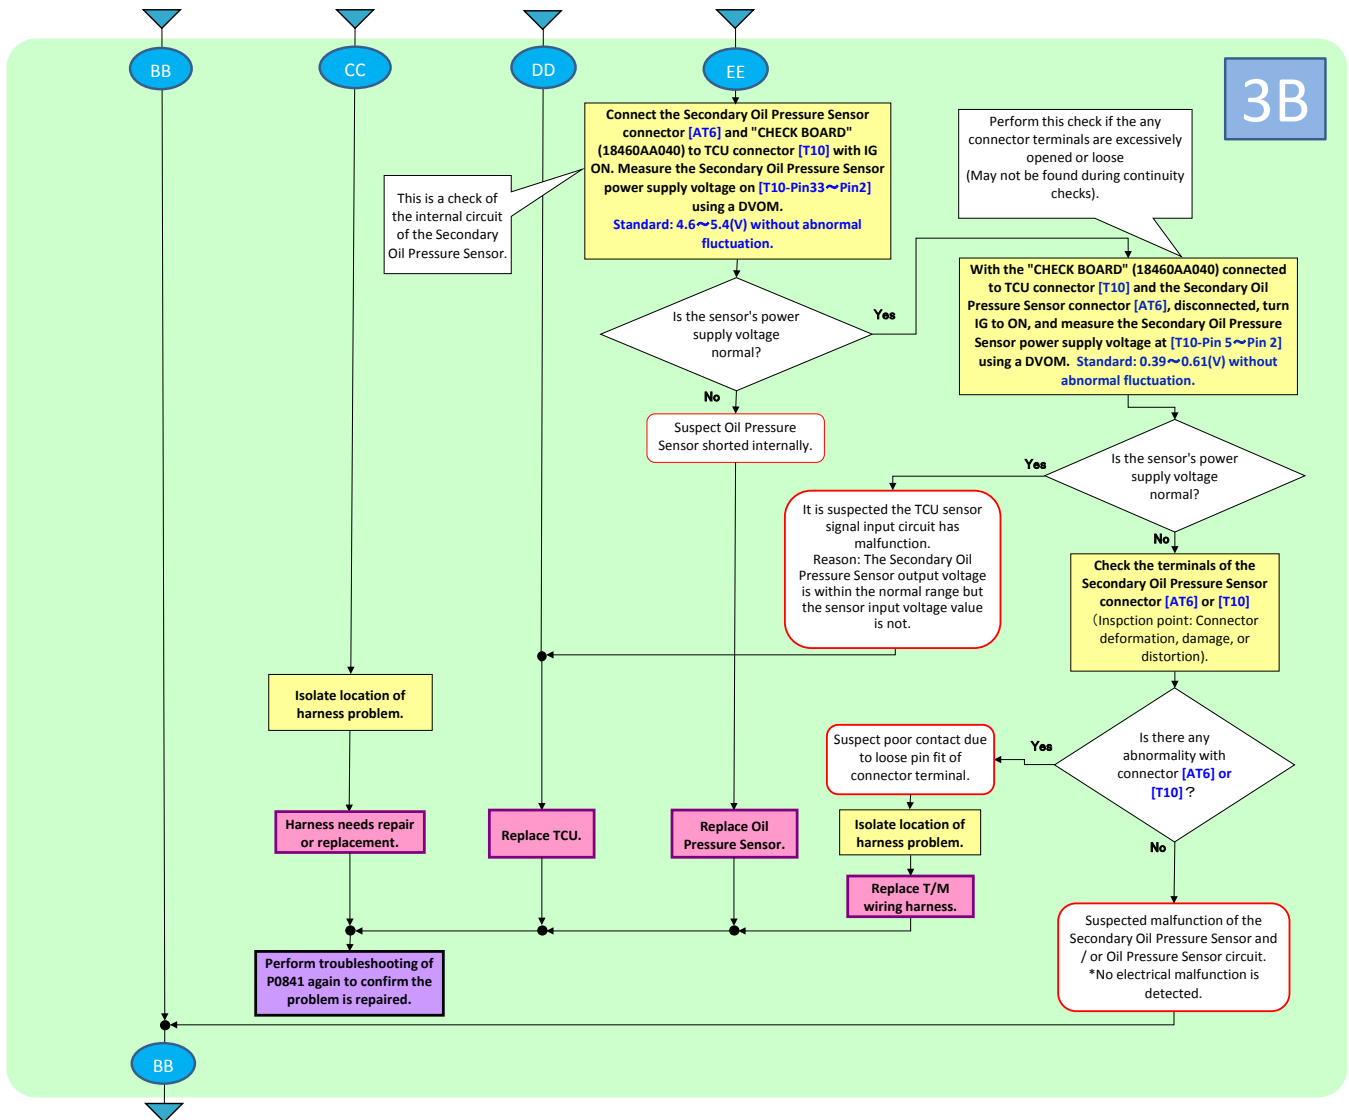 BB
CC
DD
EE
3B
Connect the Secondary Oil Pressure Sensor
connector [AT6] and "CHECK BOARD"
(18460AA040) to TCU connector [T10] with IG
ON. Measure the Secondary Oil Pressure Sensor
power supply voltage on [T10-Pin33～Pin2]
using a DVOM.
Standard: 4.6～5.4(V) without abnormal
fluctuation.
This is a check of
the internal circuit
of the Secondary
Oil Pressure Sensor.
Perform this check if the any
connector terminals are excessively
opened or loose
(May not be found during continuity
checks).
With the "CHECK BOARD" (18460AA040) connected
to TCU connector [T10] and the Secondary Oil
Pressure Sensor connector [AT6], disconnected, turn
IG to ON, and measure the Secondary Oil Pressure
Sensor power supply voltage at [T10-Pin 5～Pin 2]
using a DVOM. Standard: 0.39～0.61(V) without
abnormal fluctuation.
Is the sensor's power
supply voltage
normal?
Yes
No
Suspect Oil Pressure
Sensor shorted internally.
Is the sensor's power
supply voltage
normal?
Yes
No
It is suspected the TCU sensor
signal input circuit has
malfunction.
Reason: The Secondary Oil
Pressure Sensor output voltage
is within the normal range but
the sensor input voltage value
is not.
Check the terminals of the
Secondary Oil Pressure Sensor
connector [AT6] or [T10]
（Inspction point: Connector
deformation, damage, or
distortion).
Isolate location of
harness problem.
Suspect poor contact due
to loose pin fit of
connector terminal.
Yes
Is there any
abnormality with
connector [AT6] or
[T10]？
No
Harness needs repair
or replacement.
Replace TCU.
Replace Oil
Pressure Sensor.
Isolate location of
harness problem.
Replace T/M
wiring harness.
Suspected malfunction of the
Secondary Oil Pressure Sensor and
/ or Oil Pressure Sensor circuit.
*No electrical malfunction is
detected.
Perform troubleshooting of
P0841 again to confirm the
problem is repaired.
BB